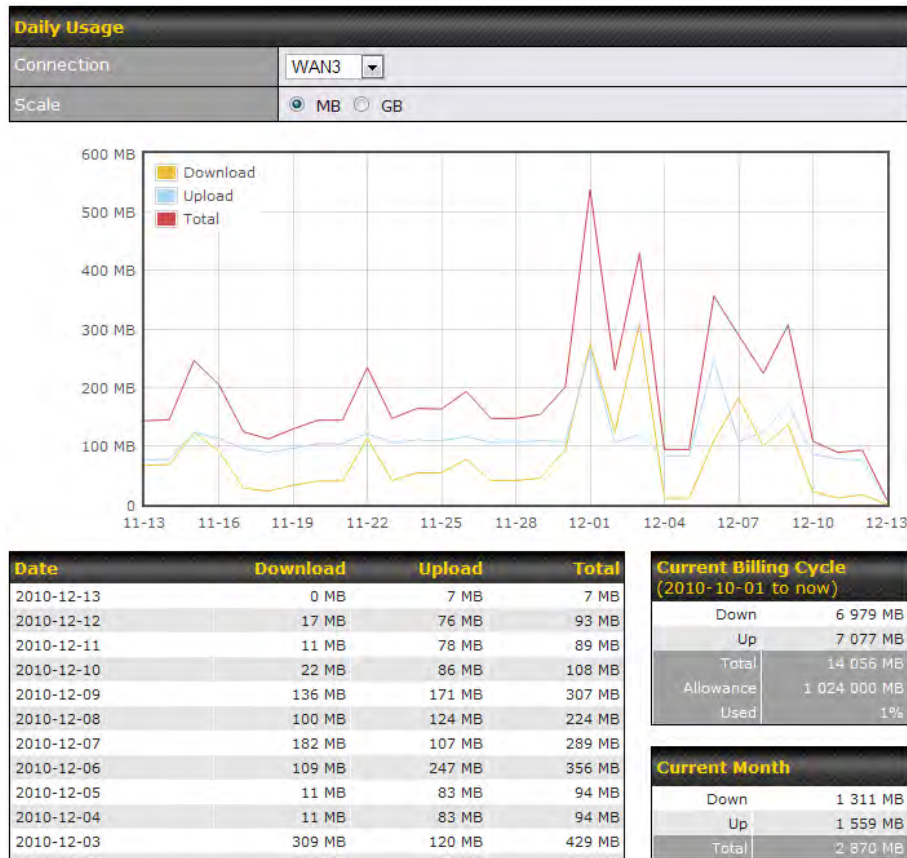 Daily Usage
Connection WAN3
Scale MB GB
600 MB
500 MB
400 MB
300 MB
200 MB
100 MB
0
Download
Upload
Total
11-13 11-16 11-19 11-22 11-25 11-28 12-01 12-04 12-07 12-10 12-13
Date Download Upload Total
2010-12-13 0 MB 7 MB 7 MB
2010-12-12 17 MB 76 MB 93 MB
2010-12-11 11 MB 78 MB 89 MB
2010-12-10 22 MB 86 MB 108 MB
2010-12-09 136 MB 171 MB 307 MB
2010-12-08 100 MB 124 MB 224 MB
2010-12-07 182 MB 107 MB 289 MB
2010-12-06 109 MB 247 MB 356 MB
2010-12-05 11 MB 83 MB 94 MB
2010-12-04 11 MB 83 MB 94 MB
2010-12-03 309 MB 120 MB 429 MB
Current Billing Cycle
(2010-10-01 to now)
Down 6 979 MB
Up 7 077 MB
Total 14 056 MB
Allowance 1 024 000 MB
Used 1%
Current Month
Down 1 311 MB
Up 1 559 MB
Total 2 870 MB